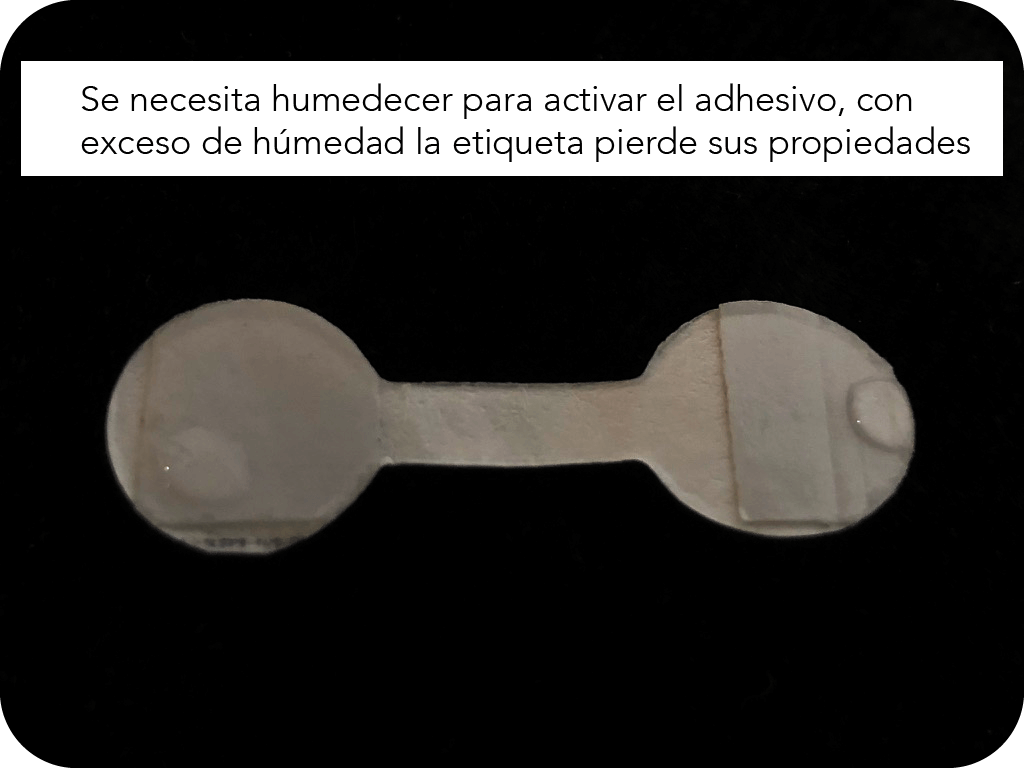 Se necesita humedecer para activar el adhesivo, con
exceso de húmedad la etiqueta pierde sus propiedades